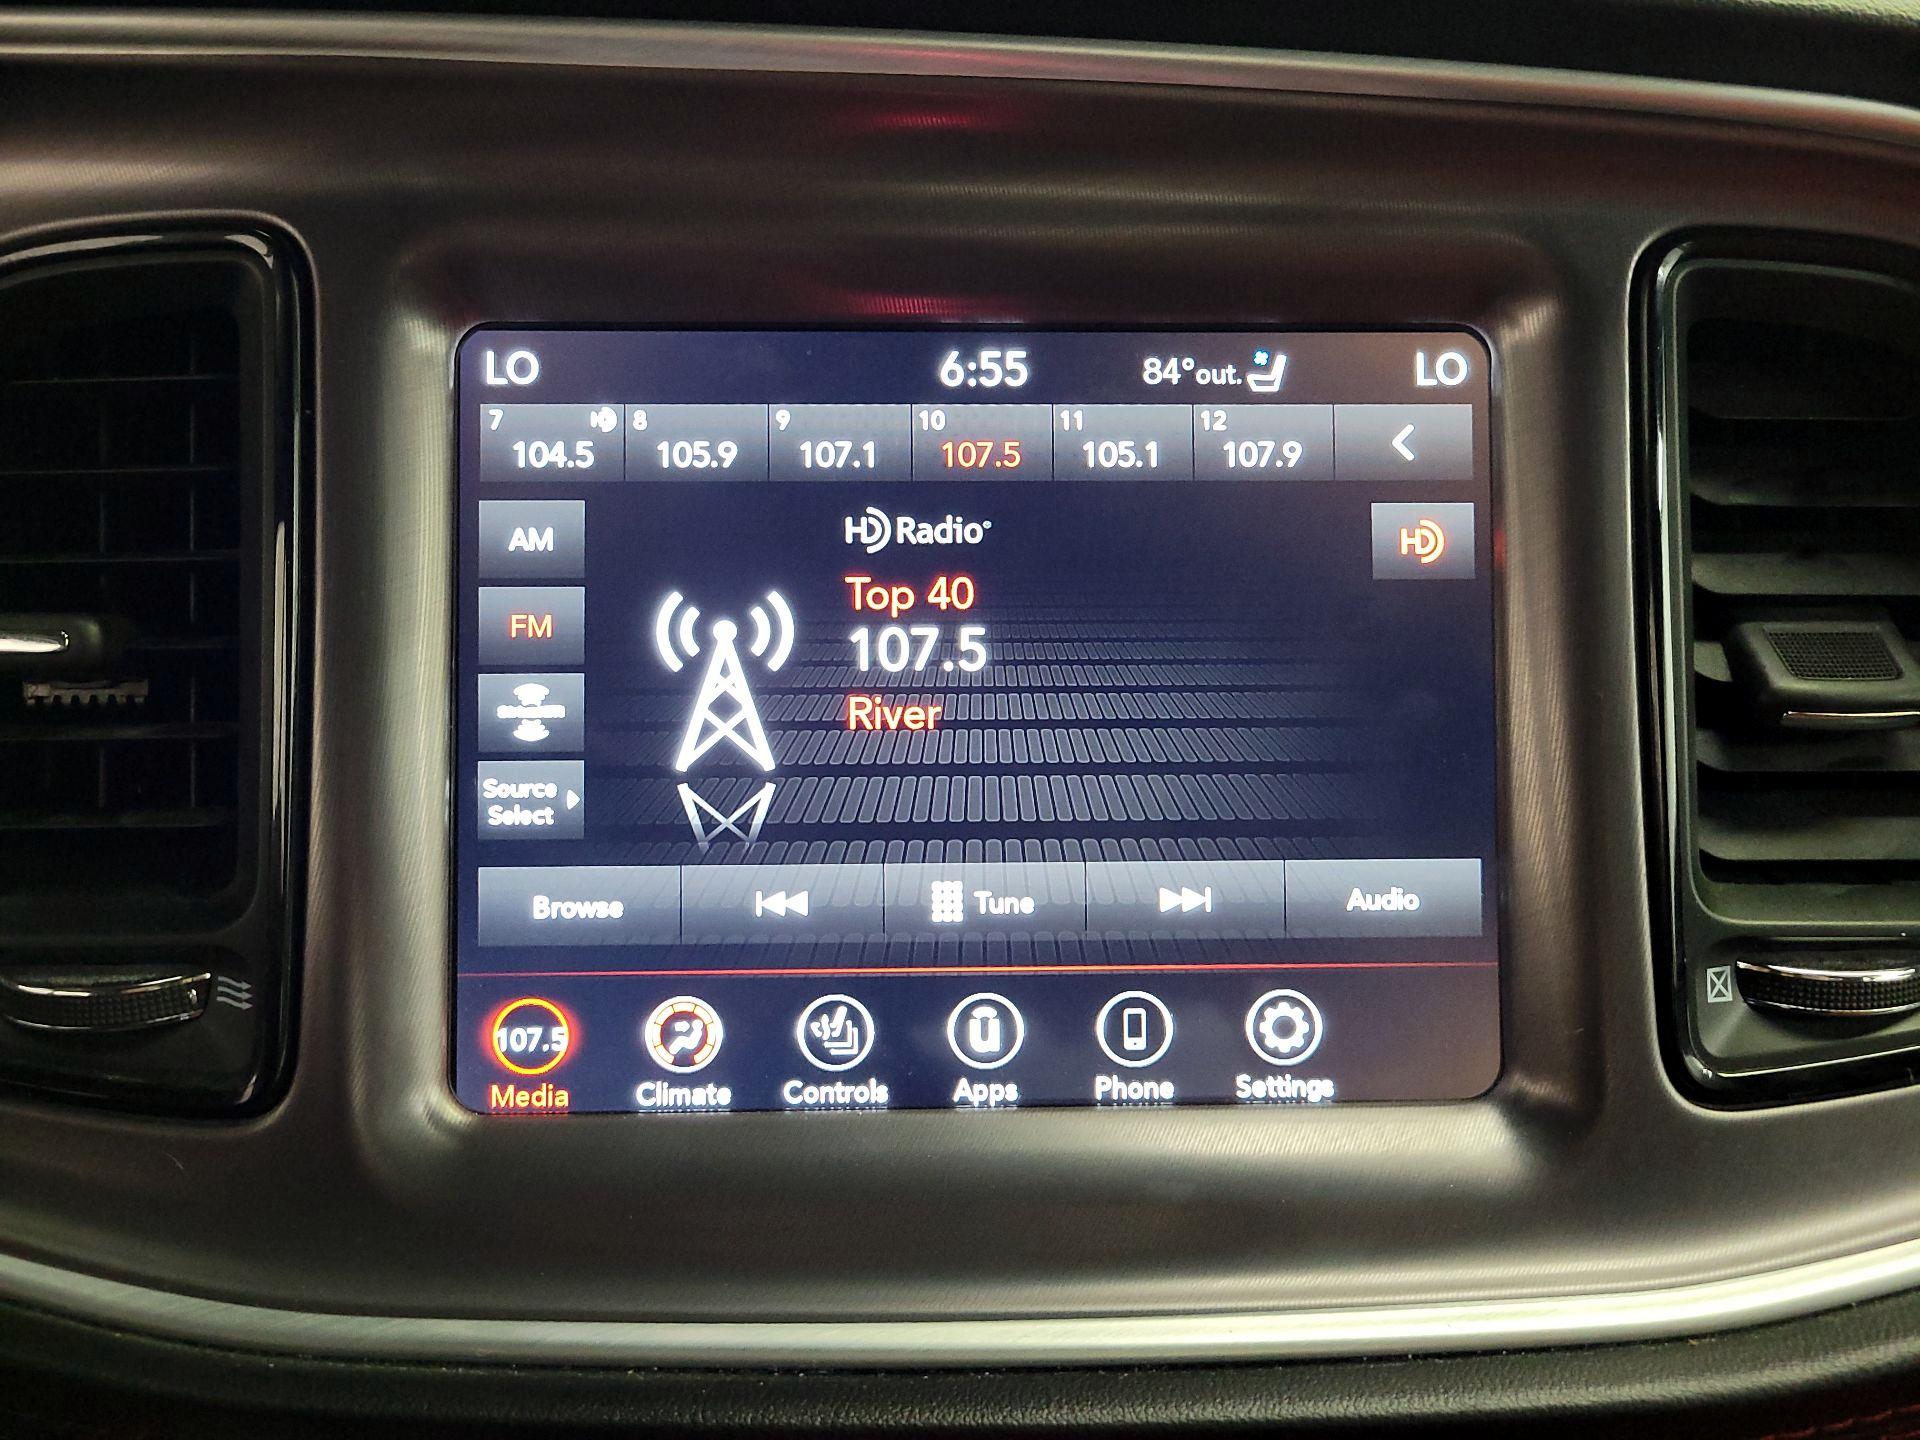 LO 6:55 84°out. LO
7 HD 8 9 10 11 12
104.5 105.9 107.1 107.5 105.1 107.9
HD Radio
HD
AM
Top 40
FM
107.5
River
Source
Select
Browse Tune Audio
107.5
Media Climate Controls Apps Phone Settings